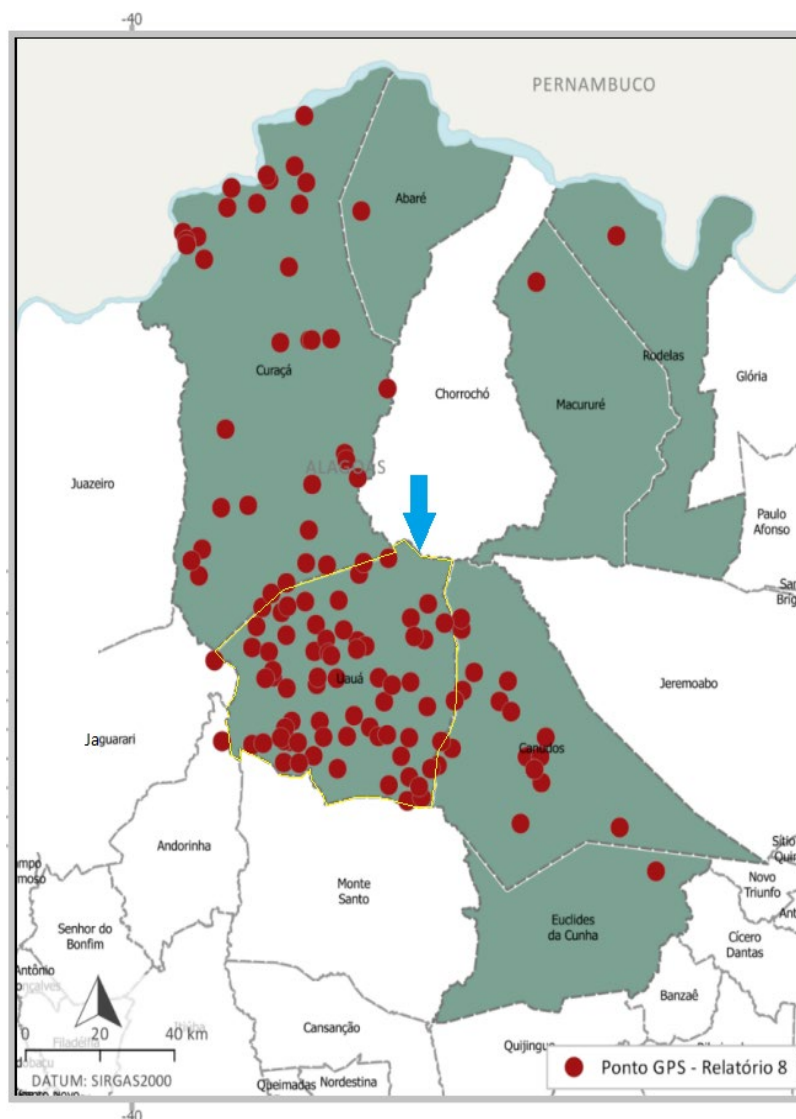 -40
PERNAMBUCO
Abaré
Rodelas
Curaçá
Glória
Chorrochó
Macururé
ALAGOAS
Juazeiro
Paulo
Afonso
Uauá
Jeremoabo
Jaguarari
Canudos
Andorinha
Monte
Santo
Novo
Triunfo
Senhor do
Bonfim
Euclides
da Cunha
Cícero
Dantas
Antônio
Banzaê
Cansanção
0 20 40 km
Filadélfia
Quijingue
Ponto GPS - Relatório 8
DATUM: SIRGAS2000
Queimadas
Nordestina
-40